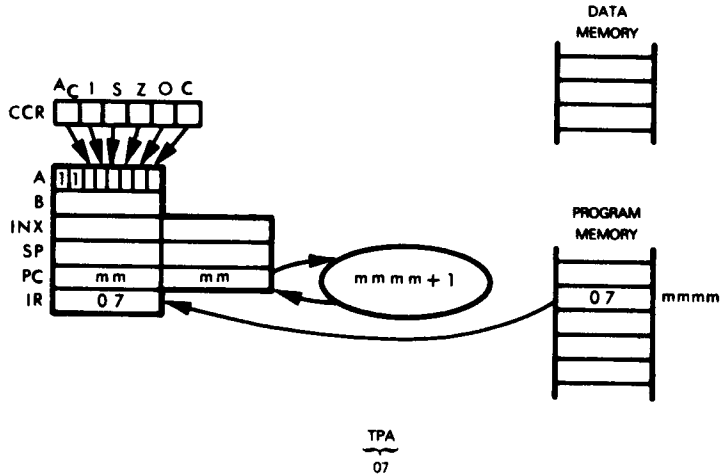 DATA
MEMORY
AC I S Z O C
CCR
A 1 1
B
INX
SP
PC mm mm
IR 07
mmmm+1
PROGRAM
MEMORY
07 mmmm
TPA
07